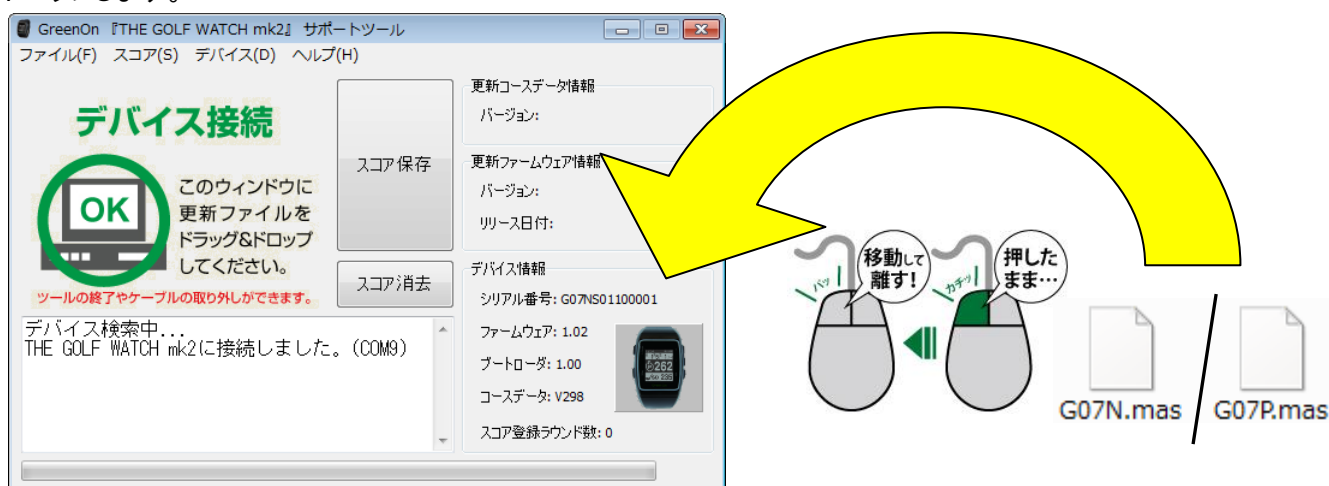 GreenOn 『THE GOLF WATCH mk2』 サポートツール
ファイル(F) スコア(S) デバイス(D) ヘルプ(H)
デバイス接続
OK
このウィンドウに
更新ファイルを
ドラッグ&ドロップ
してください。
ツールの終了やケーブルの取り外しができます。
スコア保存
スコア消去
デバイス検索中...
THE GOLF WATCH mk2に接続しました。(COM9)
更新コースデータ情報
バージョン:
更新ファームウェア情報
バージョン:
リリース日付:
デバイス情報
シリアル番号: G07NS01100001
ファームウェア: 1.02
ブートローダ: 1.00
コースデータ: V298
スコア登録ラウンド数: 0
262
移動して
離す!
パッ
押した
まま…
カチッ
G07N.mas
G07P.mas